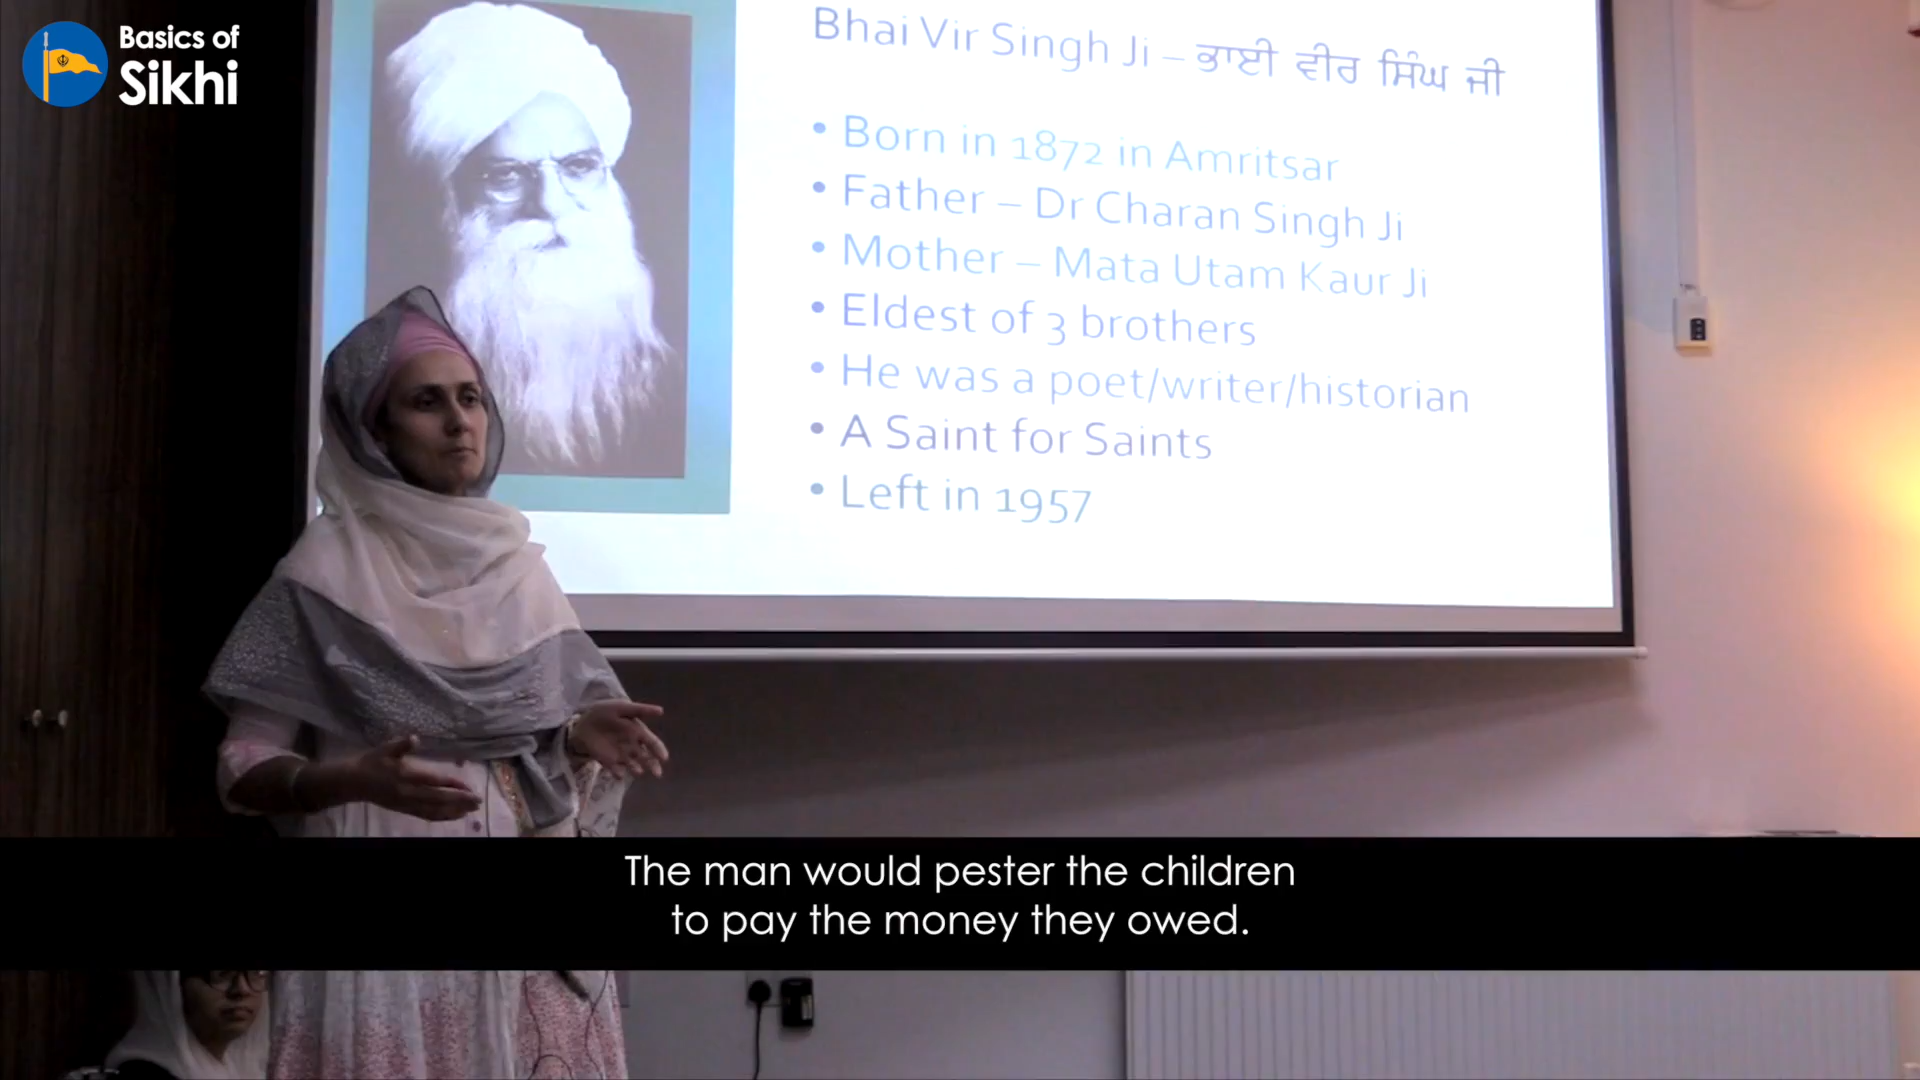 Basics of
Sikhi
Bhai Vir Singh Ji – ਭਾਈ ਵੀਰ ਸਿੰਘ ਜੀ
• Born in 1872 in Amritsar
• Father – Dr Charan Singh Ji
• Mother – Mata Utam Kaur Ji
• Eldest of 3 brothers
• He was a poet/writer/historian
• A Saint for Saints
• Left in 1957
The man would pester the children
to pay the money they owed.